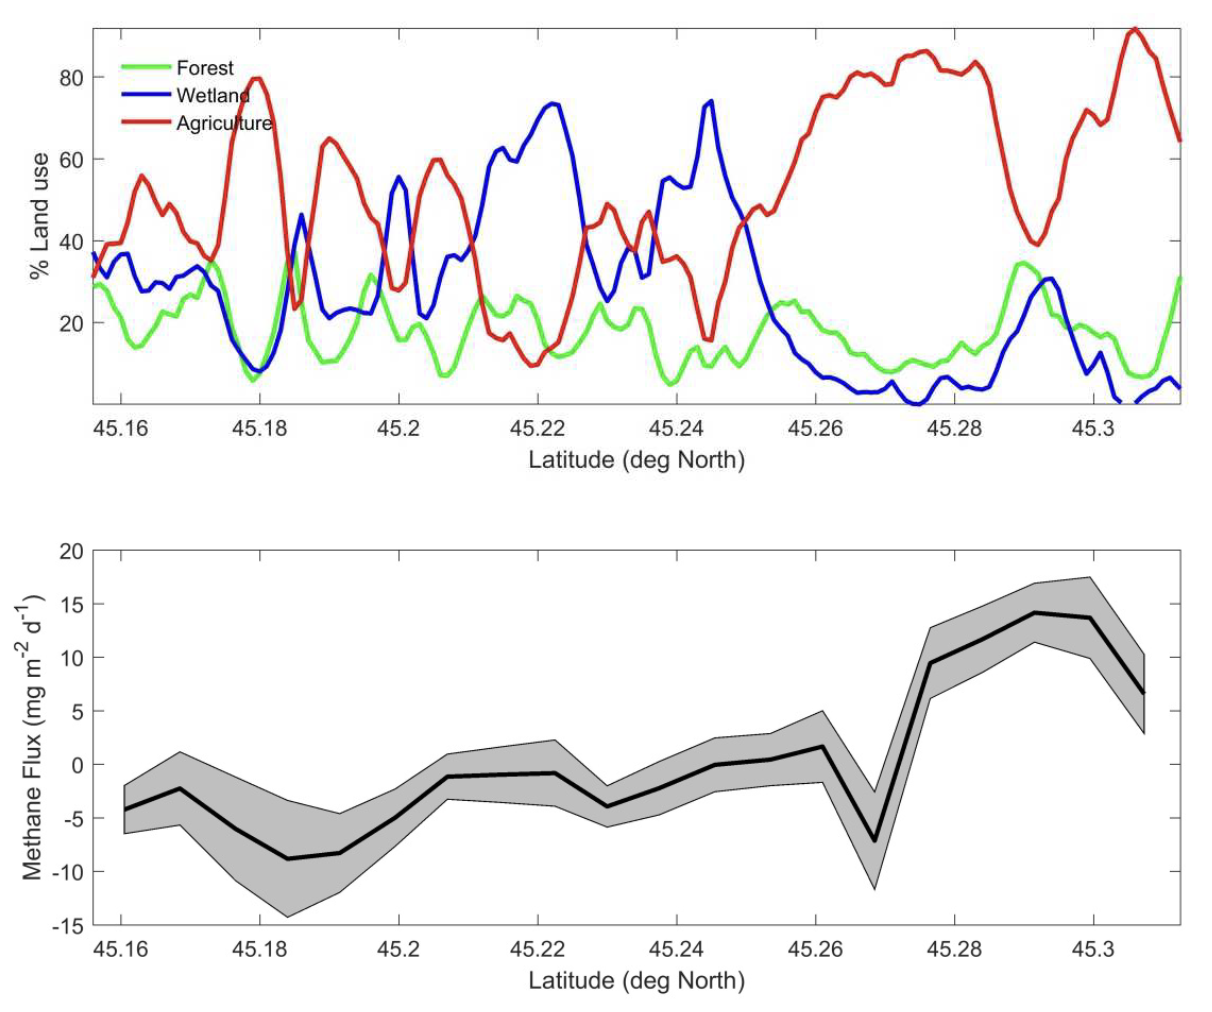 80
60
40
20
% Land use
Forest
Wetland
Agriculture
45.16 45.18 45.2 45.22 45.24 45.26 45.28 45.3
Latitude (deg North)
20
15
10
5
0
-5
-10
-15
Methane Flux (mg m-2 d-1)
45.16 45.18 45.2 45.22 45.24 45.26 45.28 45.3
Latitude (deg North)